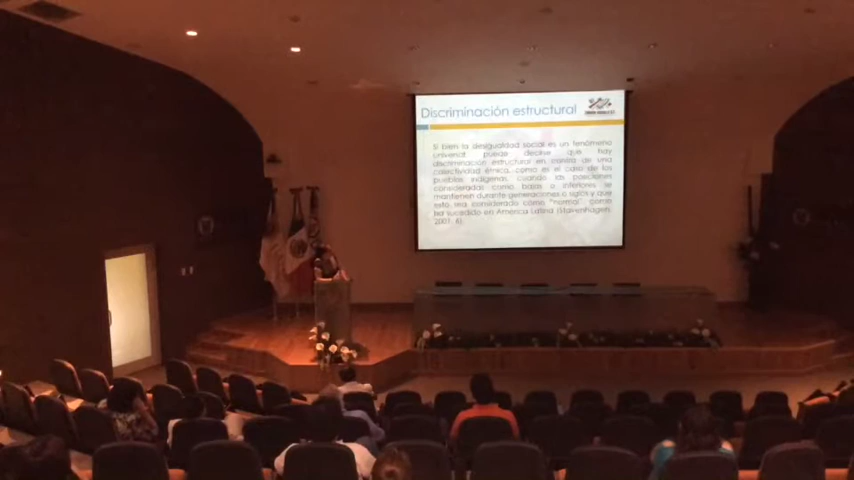 Discriminación estructural
Si bien la desigualdad social es un fenómeno
universal, puede decirse que hay
discriminación estructural en contra de una
colectividad étnica, como es el caso de los
pueblos indígenas, cuando las posiciones
consideradas como bajas o inferiores se
mantienen durante generaciones o siglos y que
esto sea considerado como "normal" como
ha sucedido en América Latina (Stavenhagen,
2001: 6)